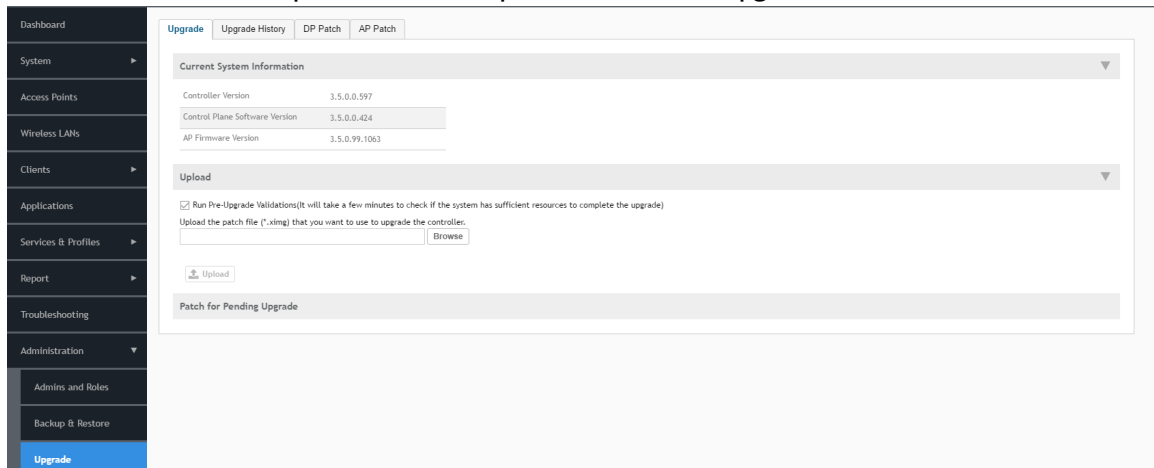 Dashboard
System
Access Points
Wireless LANs
Clients
Applications
Services & Profiles
Report
Troubleshooting
Administration
Admins and Roles
Backup & Restore
Upgrade
Upgrade Upgrade History DP Patch AP Patch
Current System Information
Controller Version 3.5.0.0.597
Control Plane Software Version 3.5.0.0.424
AP Firmware Version 3.5.0.99.1063
Upload
Run Pre-Upgrade Validations(It will take a few minutes to check if the system has sufficient resources to complete the upgrade)
Upload the patch file (*.ximg) that you want to use to upgrade the controller.
Browse
Upload
Patch for Pending Upgrade